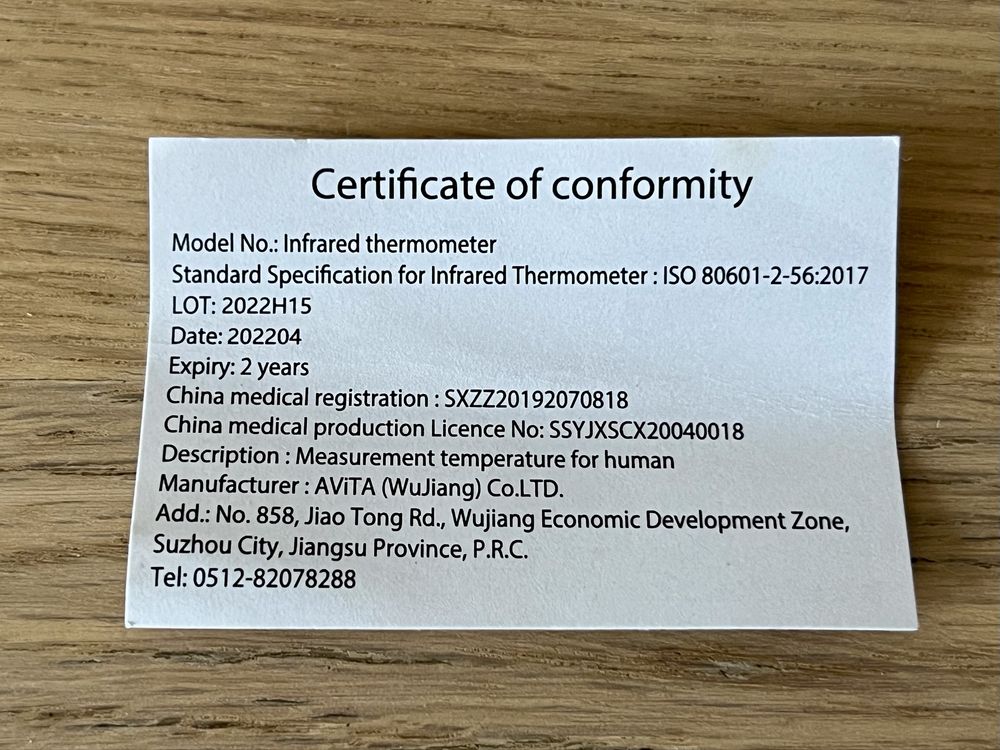 Certificate of conformity
Model No.: Infrared thermometer
Standard Specification for Infrared Thermometer : ISO 80601-2-56:2017
LOT: 2022H15
Date: 202204
Expiry: 2 years
China medical registration : SXZZ20192070818
China medical production Licence No: SSYJXSCX20040018
Description : Measurement temperature for human
Manufacturer : AViTA (WuJiang) Co.LTD.
Add.: No. 858, Jiao Tong Rd., Wujiang Economic Development Zone,
Suzhou City, Jiangsu Province, P.R.C.
Tel: 0512-82078288